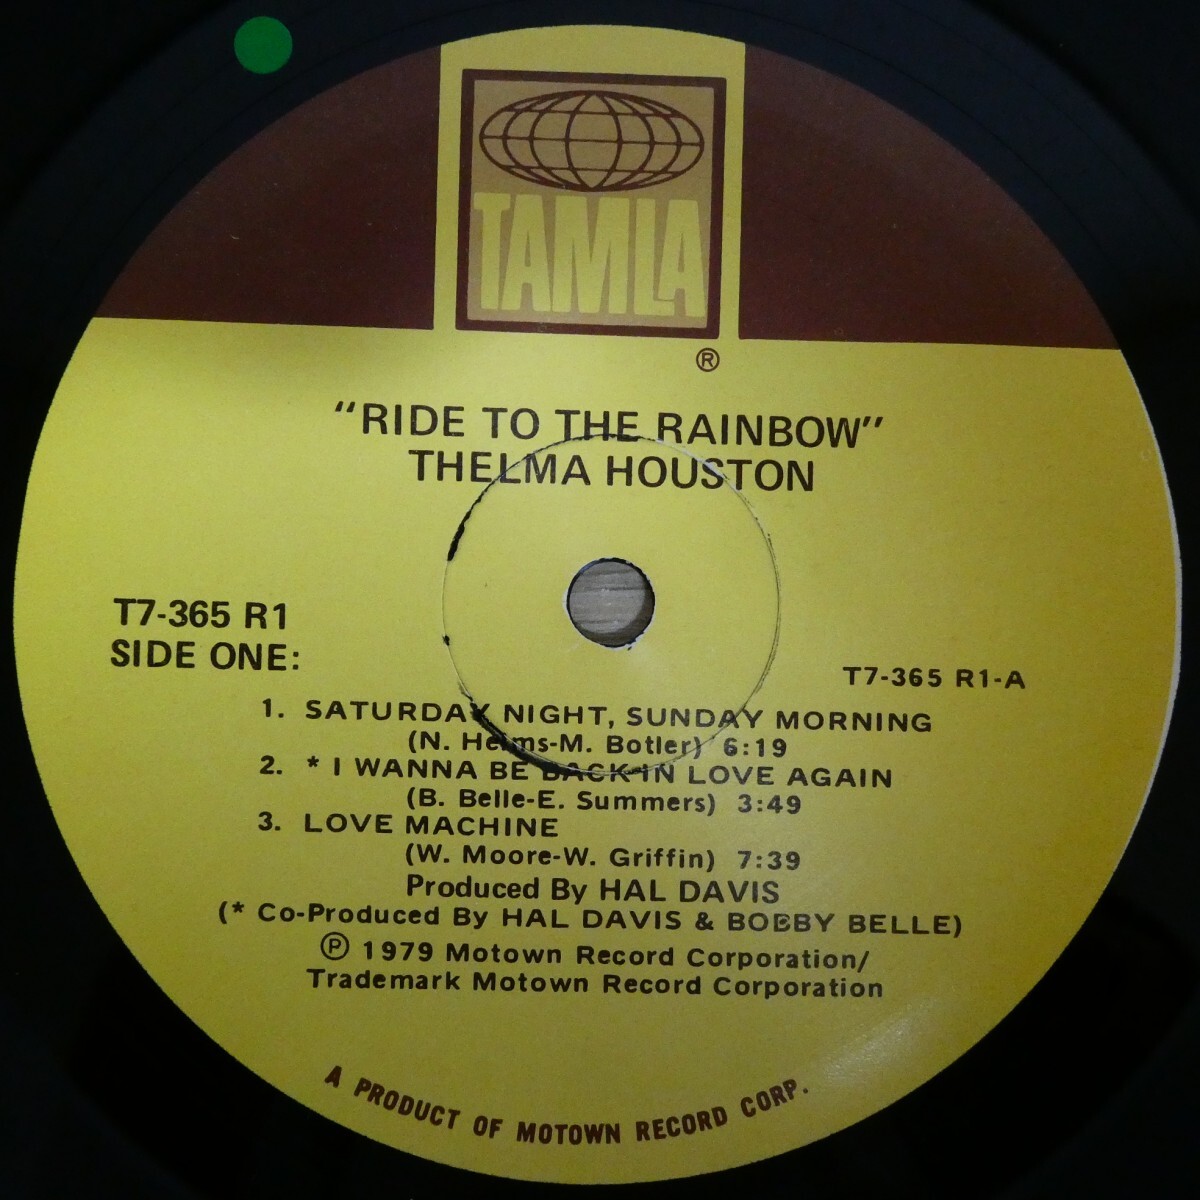 TAMLA
®
"RIDE TO THE RAINBOW"
THELMA HOUSTON
T7-365 R1
SIDE ONE:
T7-365 R1-A
1. SATURDAY NIGHT, SUNDAY MORNING
(N. Helms-M. Botler) 6:19
2. * I WANNA BE BACK IN LOVE AGAIN
(B. Belle-E. Summers) 3:49
3. LOVE MACHINE
(W. Moore-W. Griffin) 7:39
Produced By HAL DAVIS
(* Co-Produced By HAL DAVIS & BOBBY BELLE)
℗ 1979 Motown Record Corporation/
Trademark Motown Record Corporation
A PRODUCT OF MOTOWN RECORD CORP.